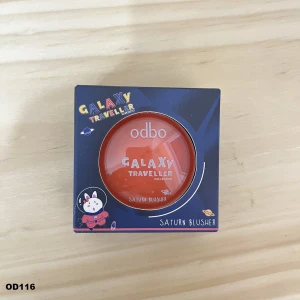 GALAXY
TRAVELLER
odbo
GALAXY
TRAVELLER
SATURN BLUSHER
SATURN BLUSHER
OD116